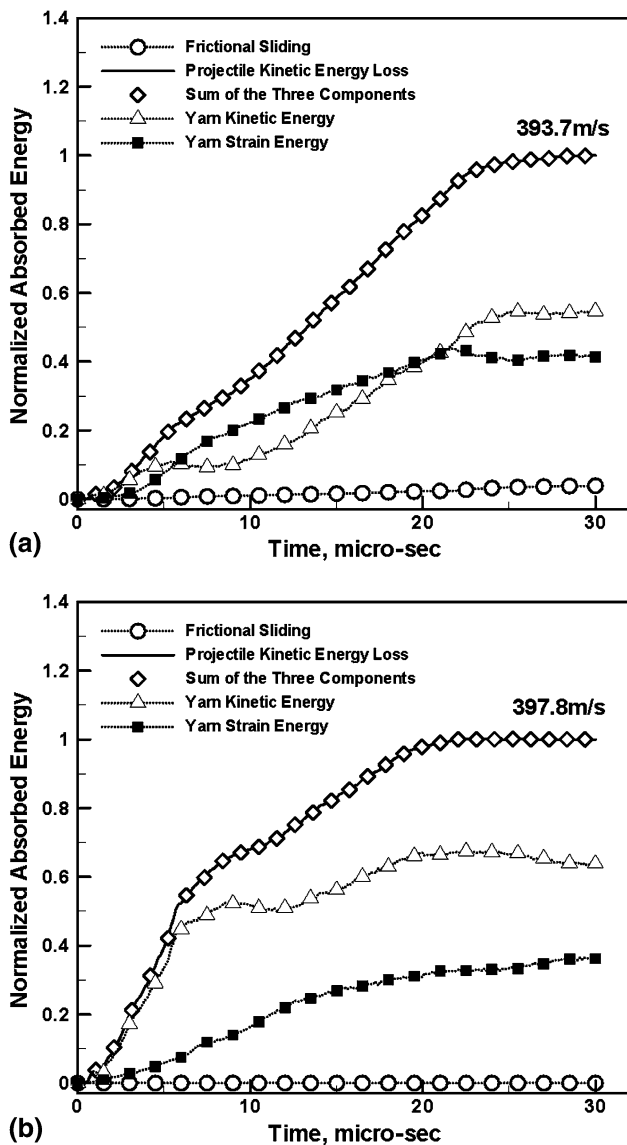 1.4
Frictional Sliding
1.2
Projectile Kinetic Energy Loss
Sum of the Three Components
Yarn Kinetic Energy
393.7m/s
Yarn Strain Energy
1
0.8
0.6
0.4
0.2
0
Normalized Absorbed Energy
0 10 20 30
(a) Time, micro-sec
1.4
Frictional Sliding
1.2
Projectile Kinetic Energy Loss
Sum of the Three Components
Yarn Kinetic Energy
397.8m/s
Yarn Strain Energy
1
0.8
0.6
0.4
0.2
0
Normalized Absorbed Energy
0 10 20 30
(b) Time, micro-sec